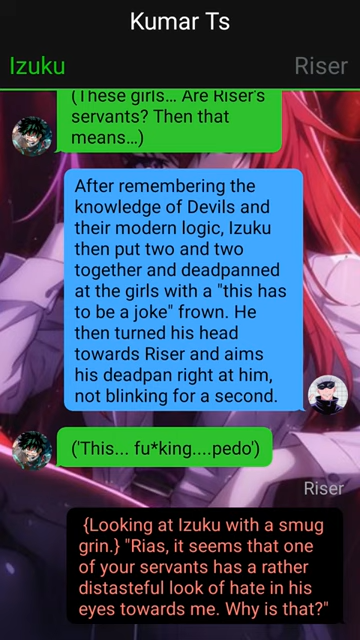 Kumar Ts
Izuku Riser
(These girls... Are Riser's
servants? Then that
means...)
After remembering the
knowledge of Devils and
their modern logic, Izuku
then put two and two
together and deadpanned
at the girls with a "this has
to be a joke" frown. He
then turned his head
towards Riser and aims
his deadpan right at him,
not blinking for a second.
('This... fu*king....pedo')
Riser
{Looking at Izuku with a smug
grin.} "Rias, it seems that one
of your servants has a rather
distasteful look of hate in his
eyes towards me. Why is that?"